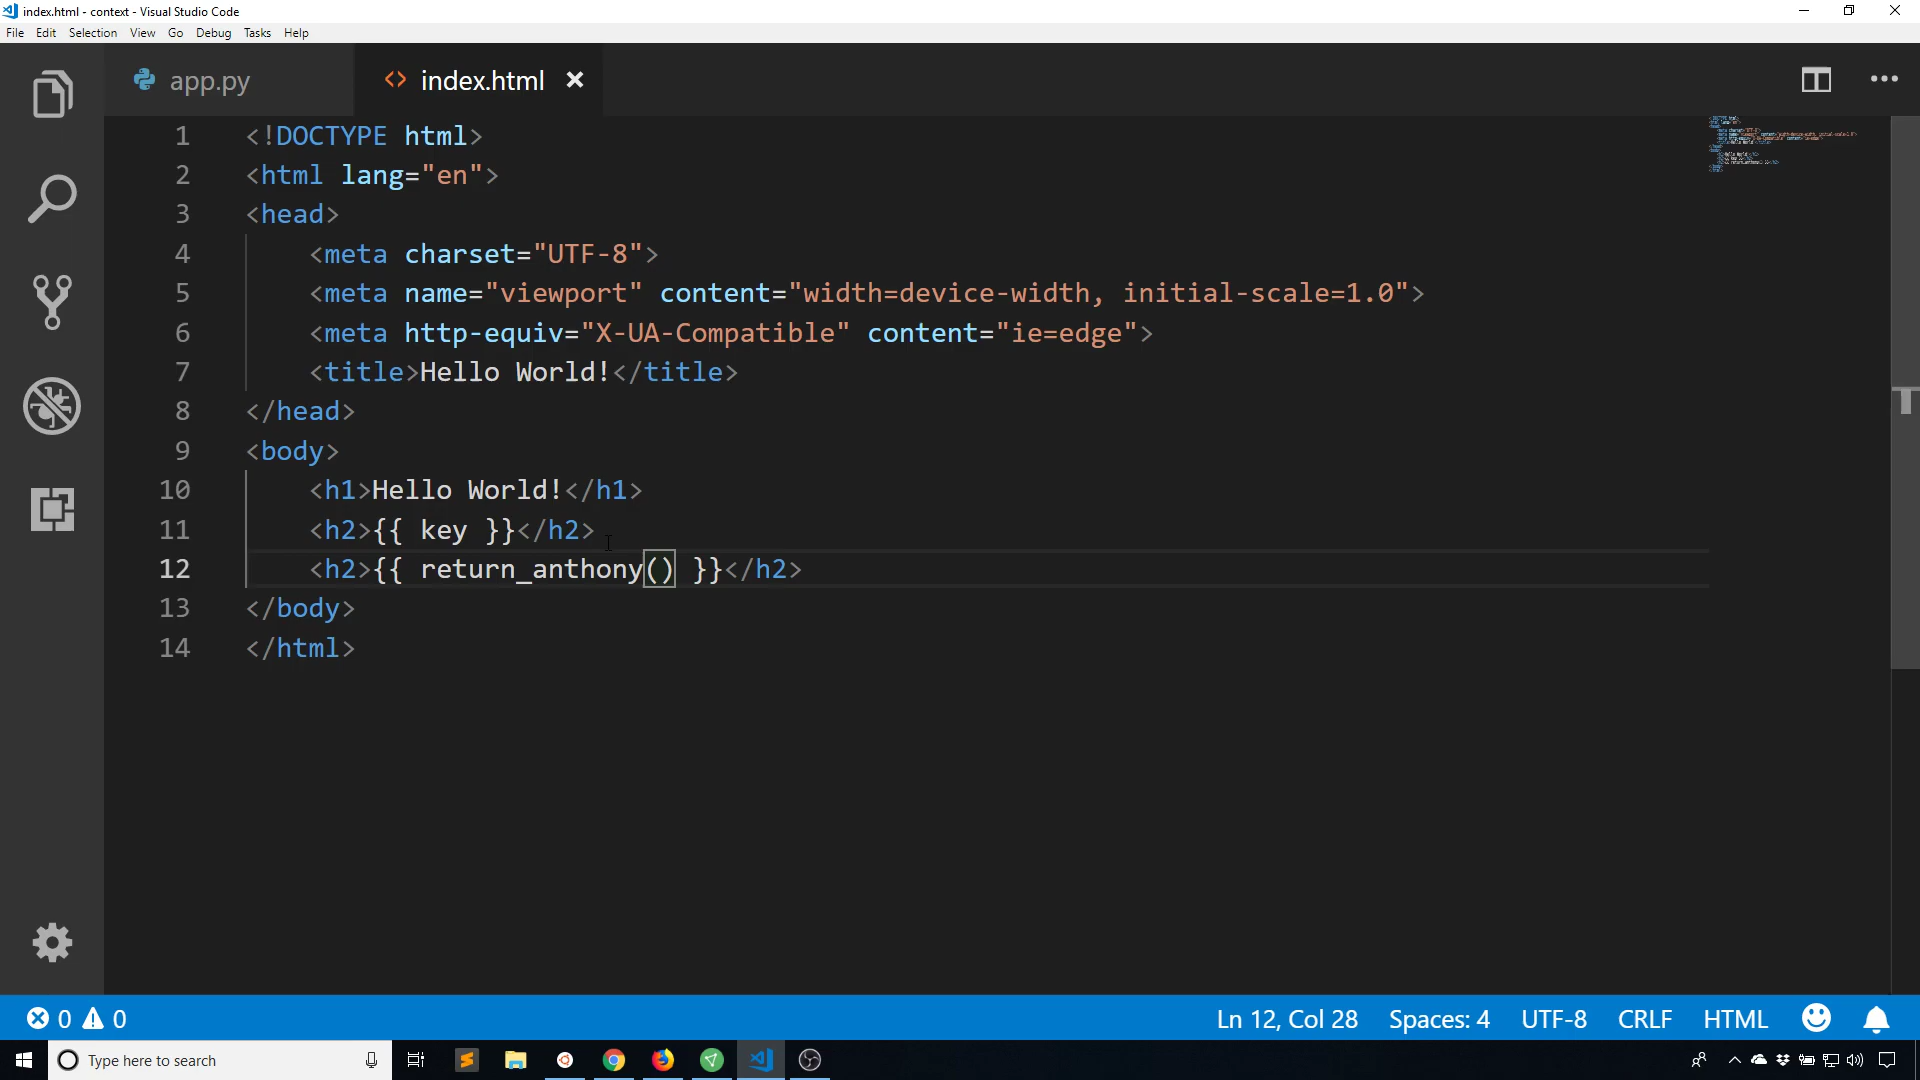 index.html - context - Visual Studio Code
File Edit Selection View Go Debug Tasks Help
app.py index.html
1 <!DOCTYPE html>
2 <html lang="en">
3 <head>
4 <meta charset="UTF-8">
5 <meta name="viewport" content="width=device-width, initial-scale=1.0">
6 <meta http-equiv="X-UA-Compatible" content="ie=edge">
7 <title>Hello World!</title>
8 </head>
9 <body>
10 <h1>Hello World!</h1>
11 <h2>{{ key }}</h2>
12 <h2>{{ return_anthony() }}</h2>
13 </body>
14 </html>
0 0 Ln 12, Col 28 Spaces: 4 UTF-8 CRLF HTML
Type here to search